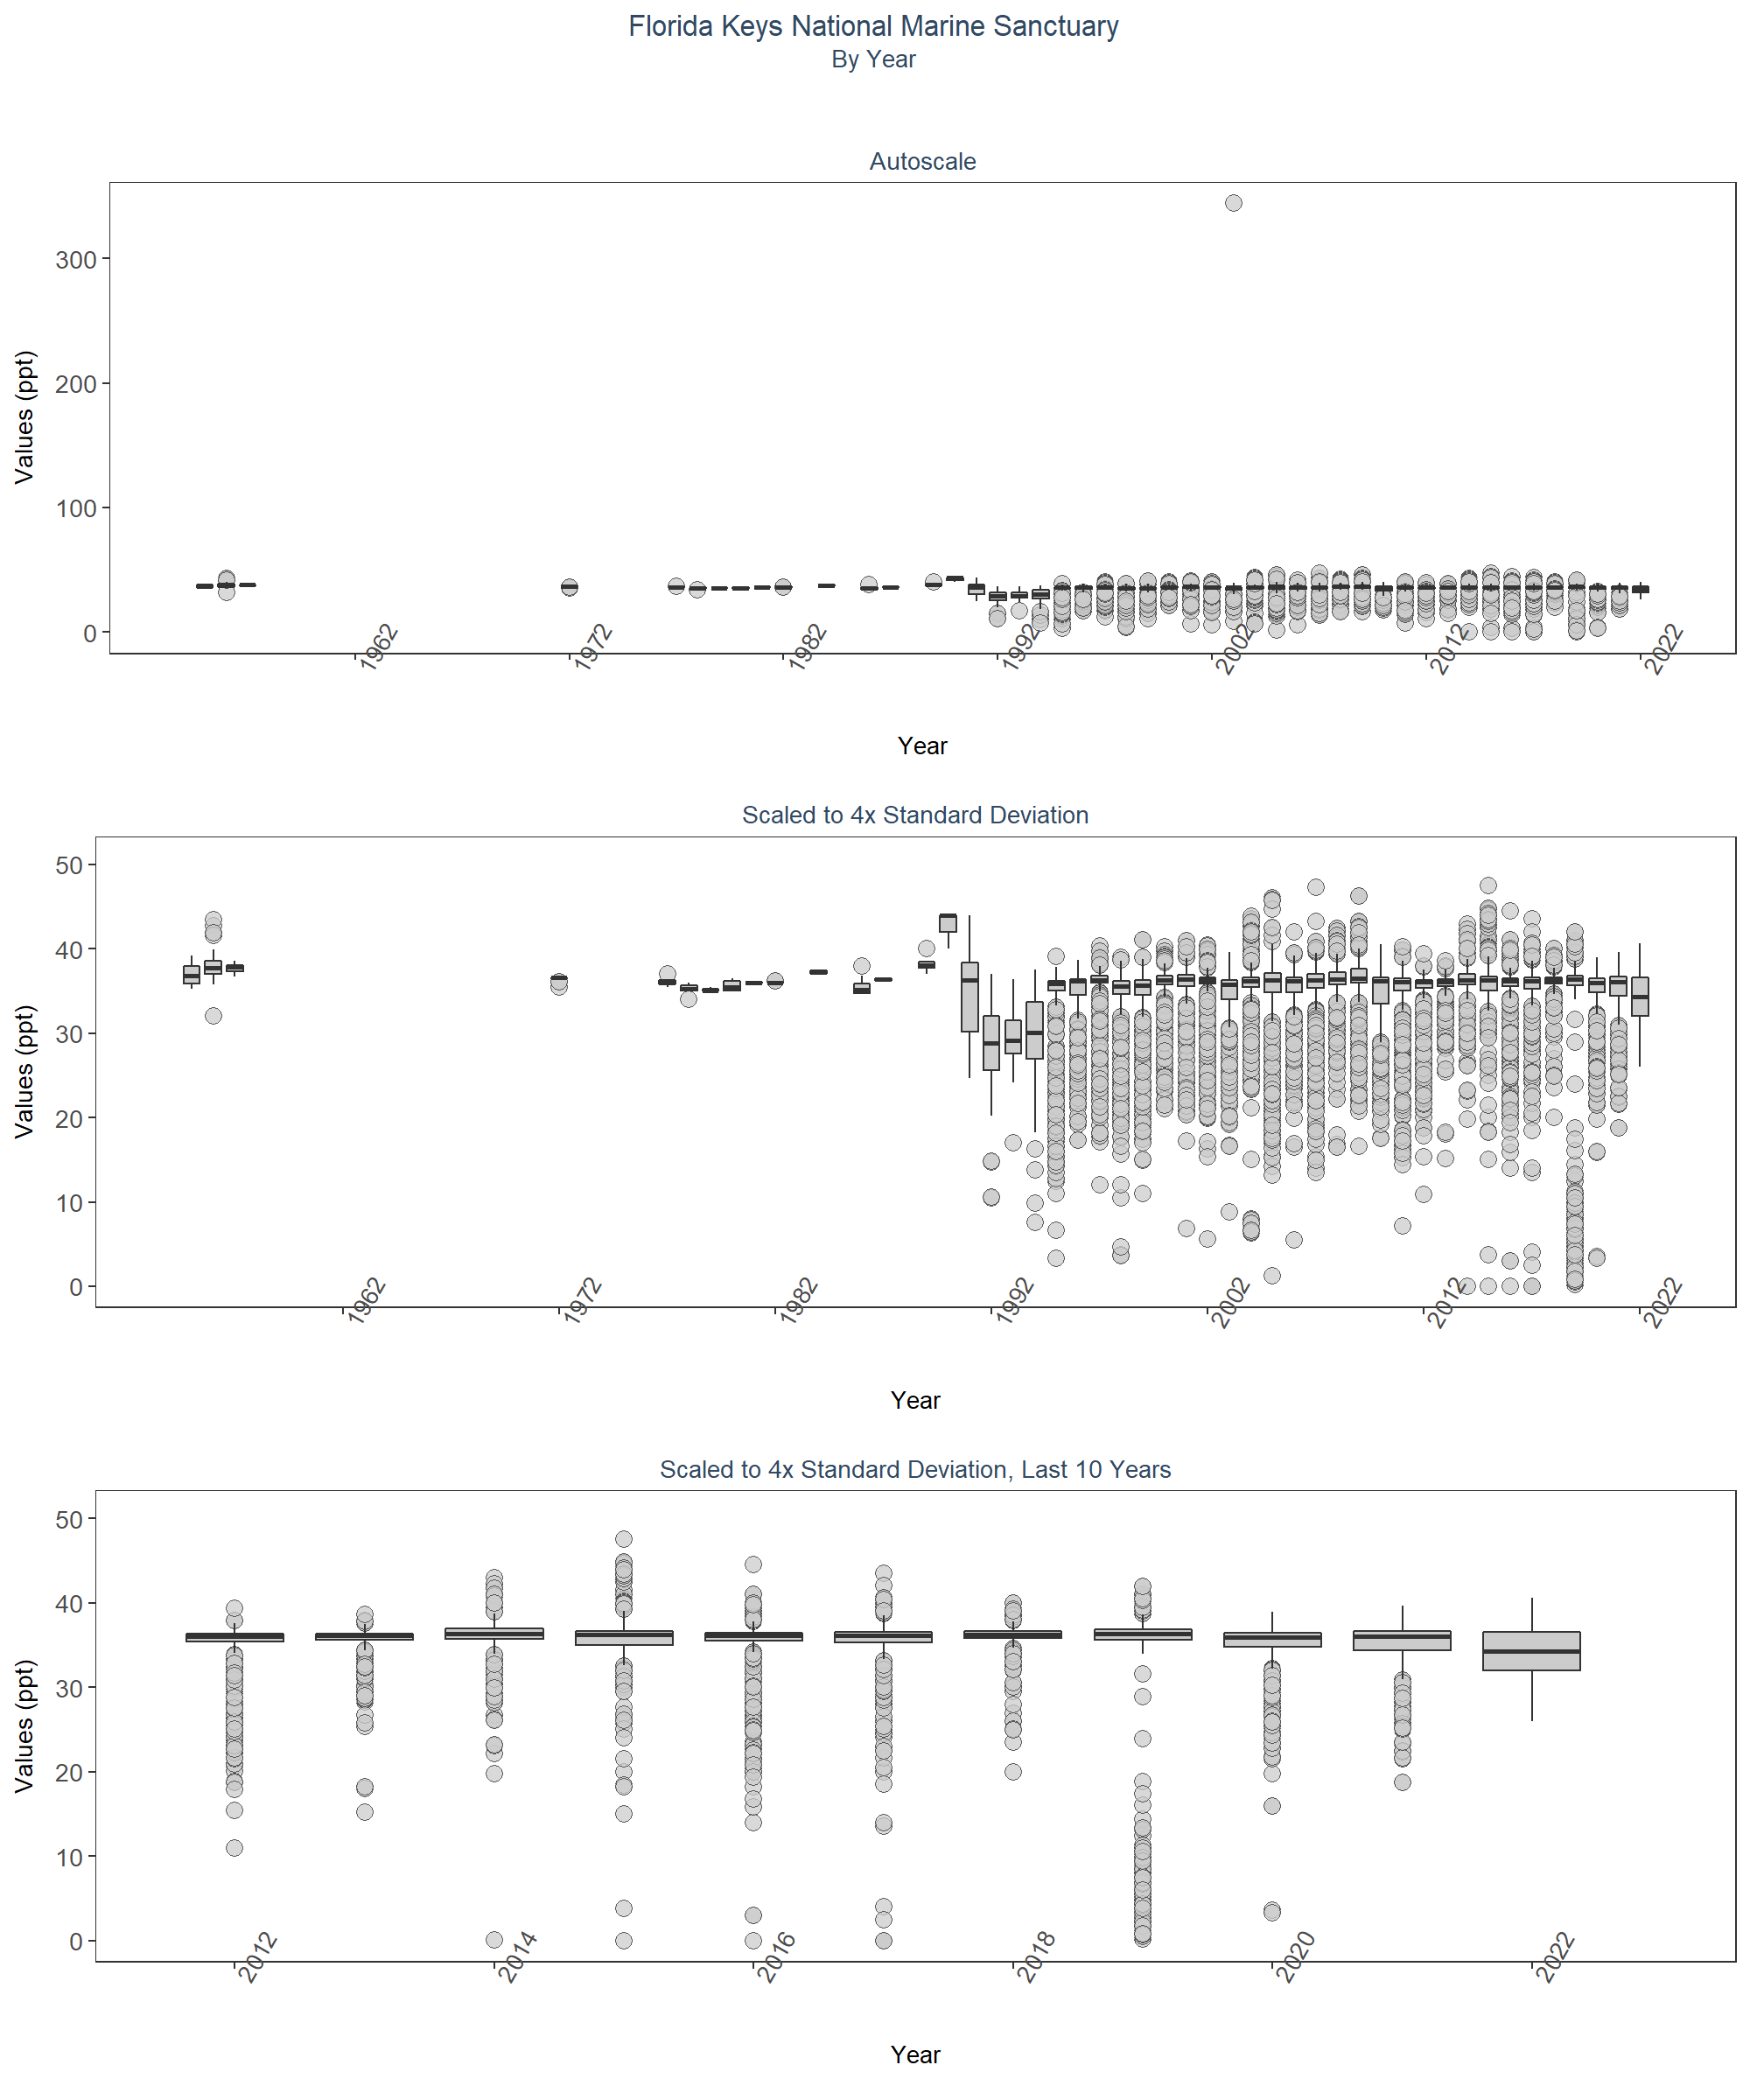 Florida Keys National Marine Sanctuary
By Year
Autoscale
Values (ppt)
300
200
100
0
1962 1972 1982 1992 2002 2012 2022
Year
Scaled to 4x Standard Deviation
Values (ppt)
50
40
30
20
10
0
1962 1972 1982 1992 2002 2012 2022
Year
Scaled to 4x Standard Deviation, Last 10 Years
Values (ppt)
50
40
30
20
10
0
2012 2014 2016 2018 2020 2022
Year